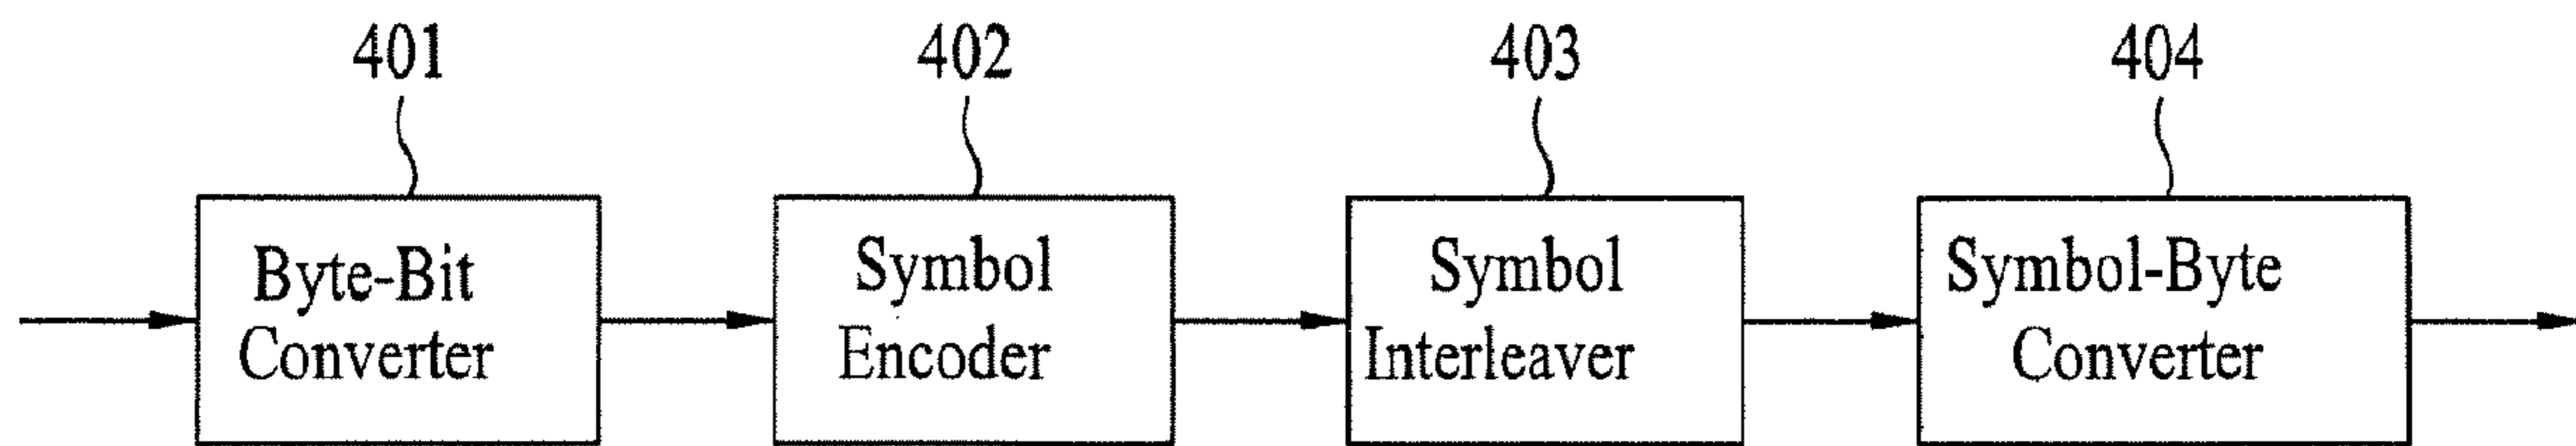 401
402
403
404
Byte-Bit
Converter
Symbol
Encoder
Symbol
Interleaver
Symbol-Byte
Converter